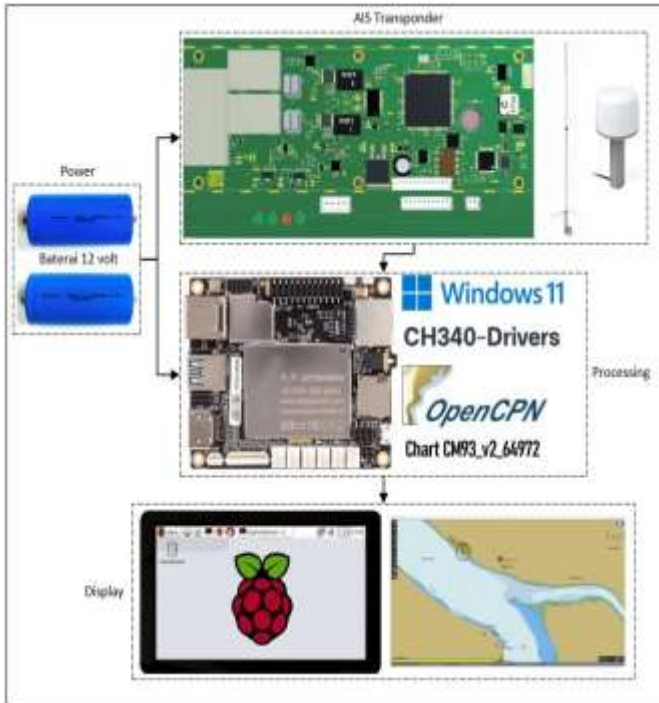 AIS Transponder
Power
Baterai 12 volt
Windows 11
CH340-Drivers
OpenCPN
Chart CM93_v2_64972
Processing
Display